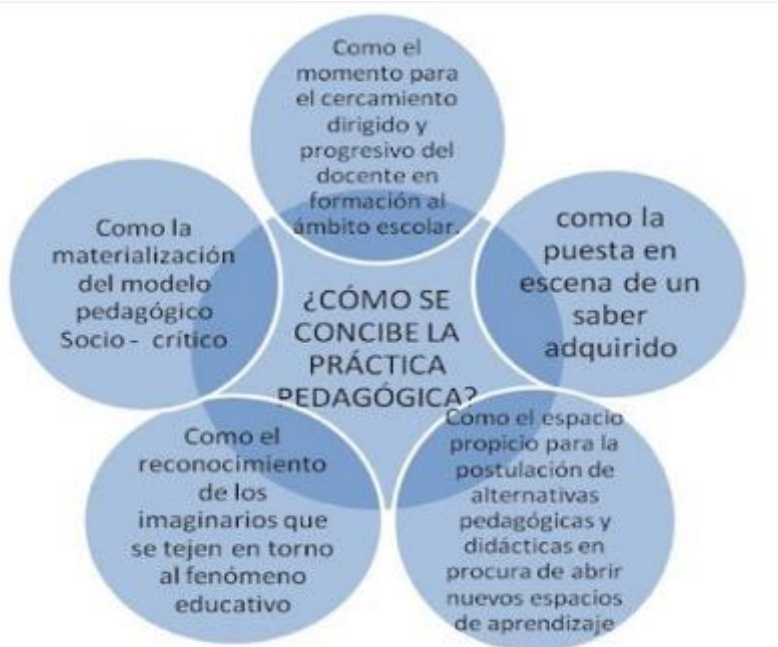 Como el
momento para
el cercamiento
dirigido y
progresivo del
docente en
formación al
ámbito escolar.
como la
puesta en
escena de un
saber
adquirido
Como el espacio
propicio para la
postulación de
alternativas
pedagógicas y
didácticas en
procura de abrir
nuevos espacios
de aprendizaje
Como el
reconocimiento
de los
imaginarios que
se tejen en torno
al fenómeno
educativo
Como la
materialización
del modelo
pedagógico
Socio - crítico
¿CÓMO SE
CONCIBE LA
PRÁCTICA
PEDAGÓGICA?